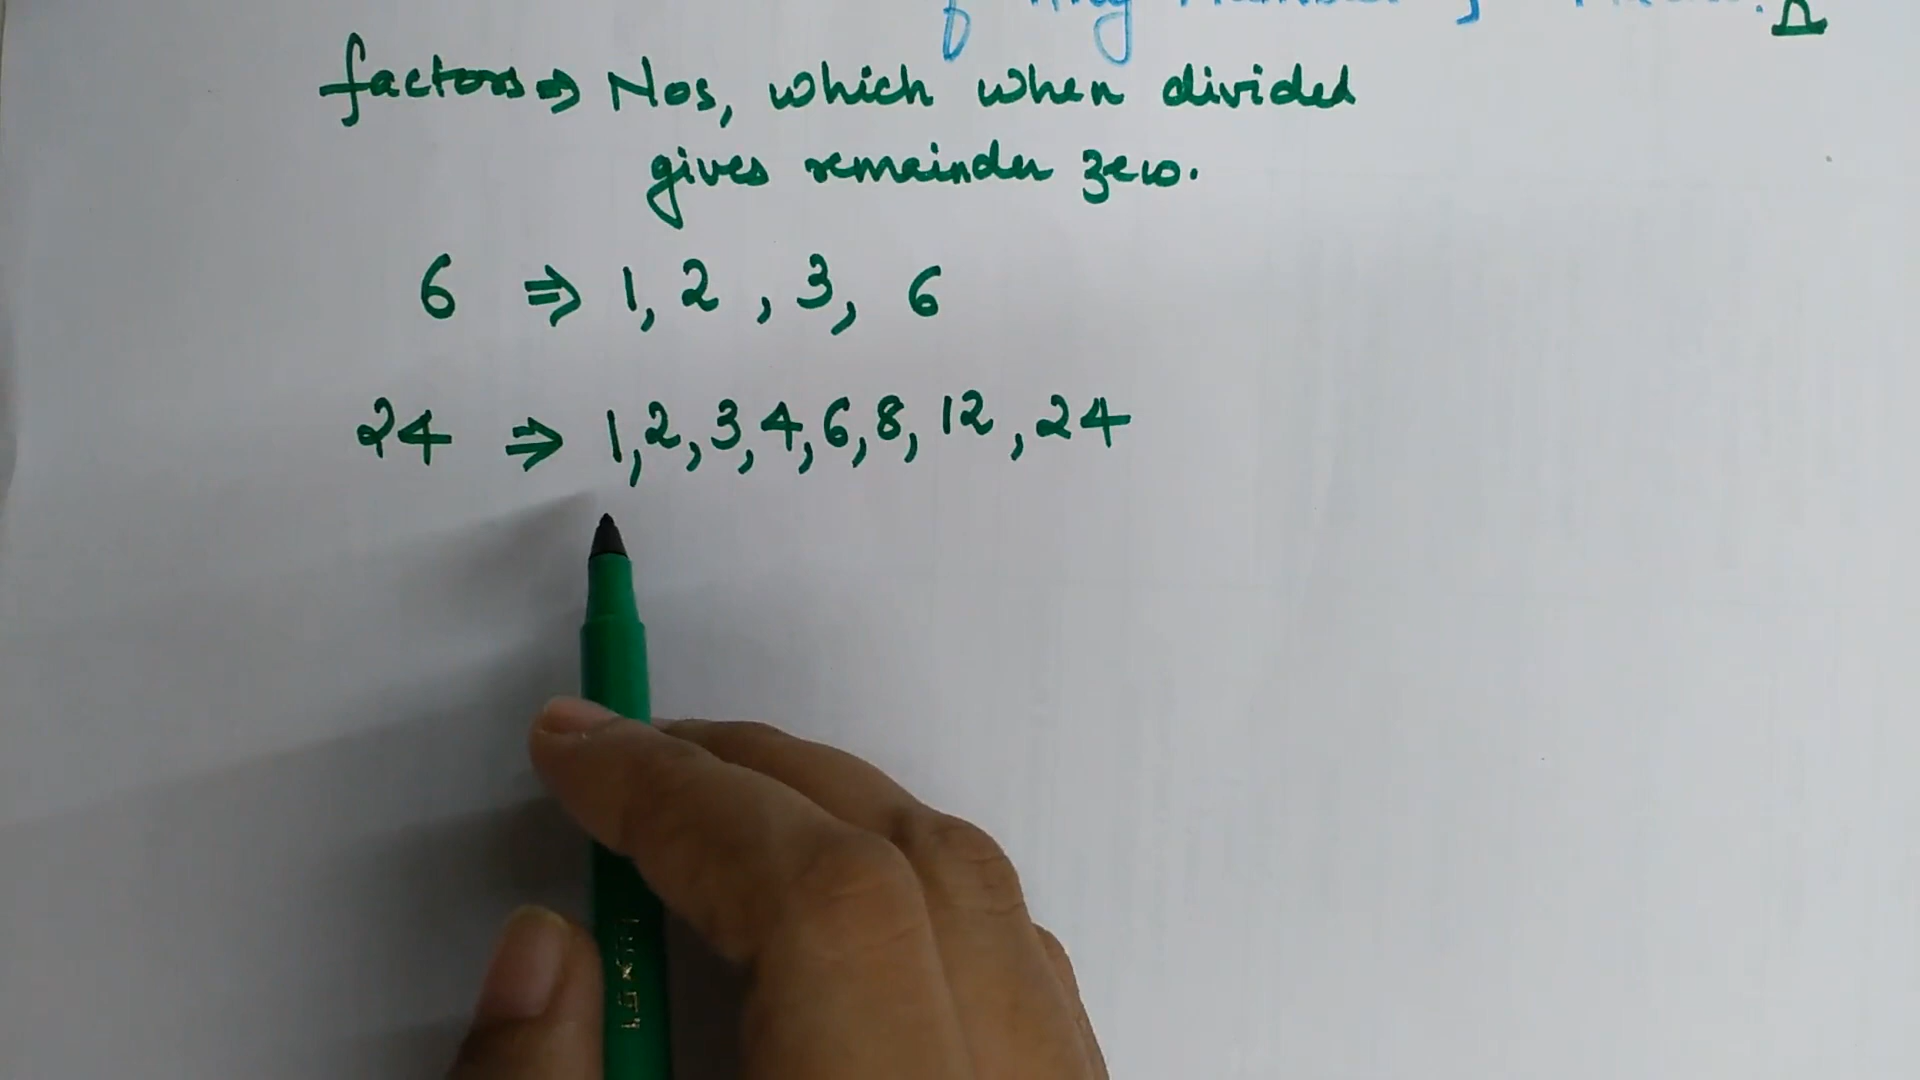 factors ⇒ Nos, which when divided
gives remainder zero.
6 ⇒ 1, 2, 3, 6
24 ⇒ 1, 2, 3, 4, 6, 8, 12, 24
LUXOR